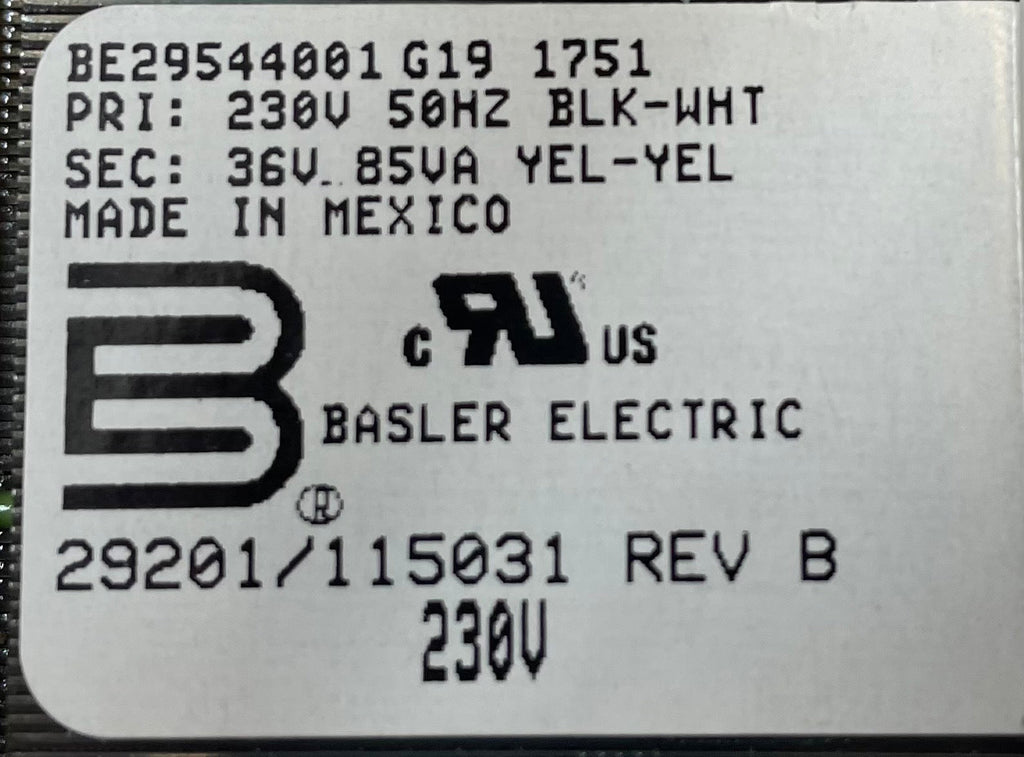 BE29544001 G19 1751
PRI: 230V 50HZ BLK-WHT
SEC: 36V 85VA YEL-YEL
MADE IN MEXICO
B
c RU US
BASLER ELECTRIC
®
29201/115031 REV B
230V